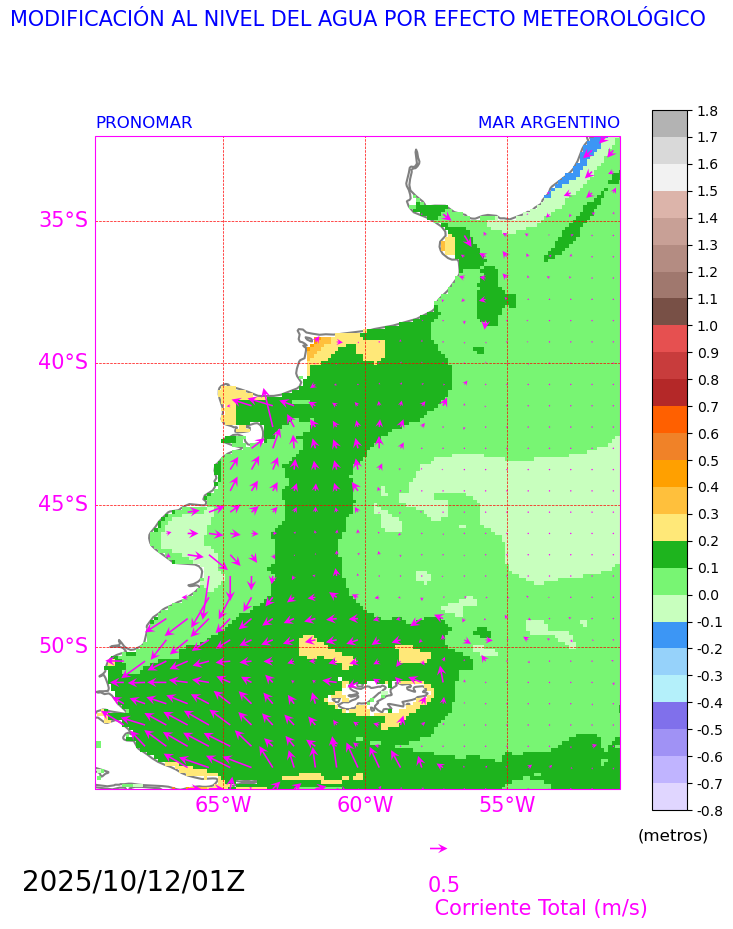 MODIFICACIÓN AL NIVEL DEL AGUA POR EFECTO METEOROLÓGICO
PRONOMAR
MAR ARGENTINO
35°S
40°S
45°S
50°S
65°W
60°W
55°W
1.8
1.7
1.6
1.5
1.4
1.3
1.2
1.1
1.0
0.9
0.8
0.7
0.6
0.5
0.4
0.3
0.2
0.1
0.0
-0.1
-0.2
-0.3
-0.4
-0.5
-0.6
-0.7
-0.8
(metros)
2025/10/12/01Z
0.5
Corriente Total (m/s)